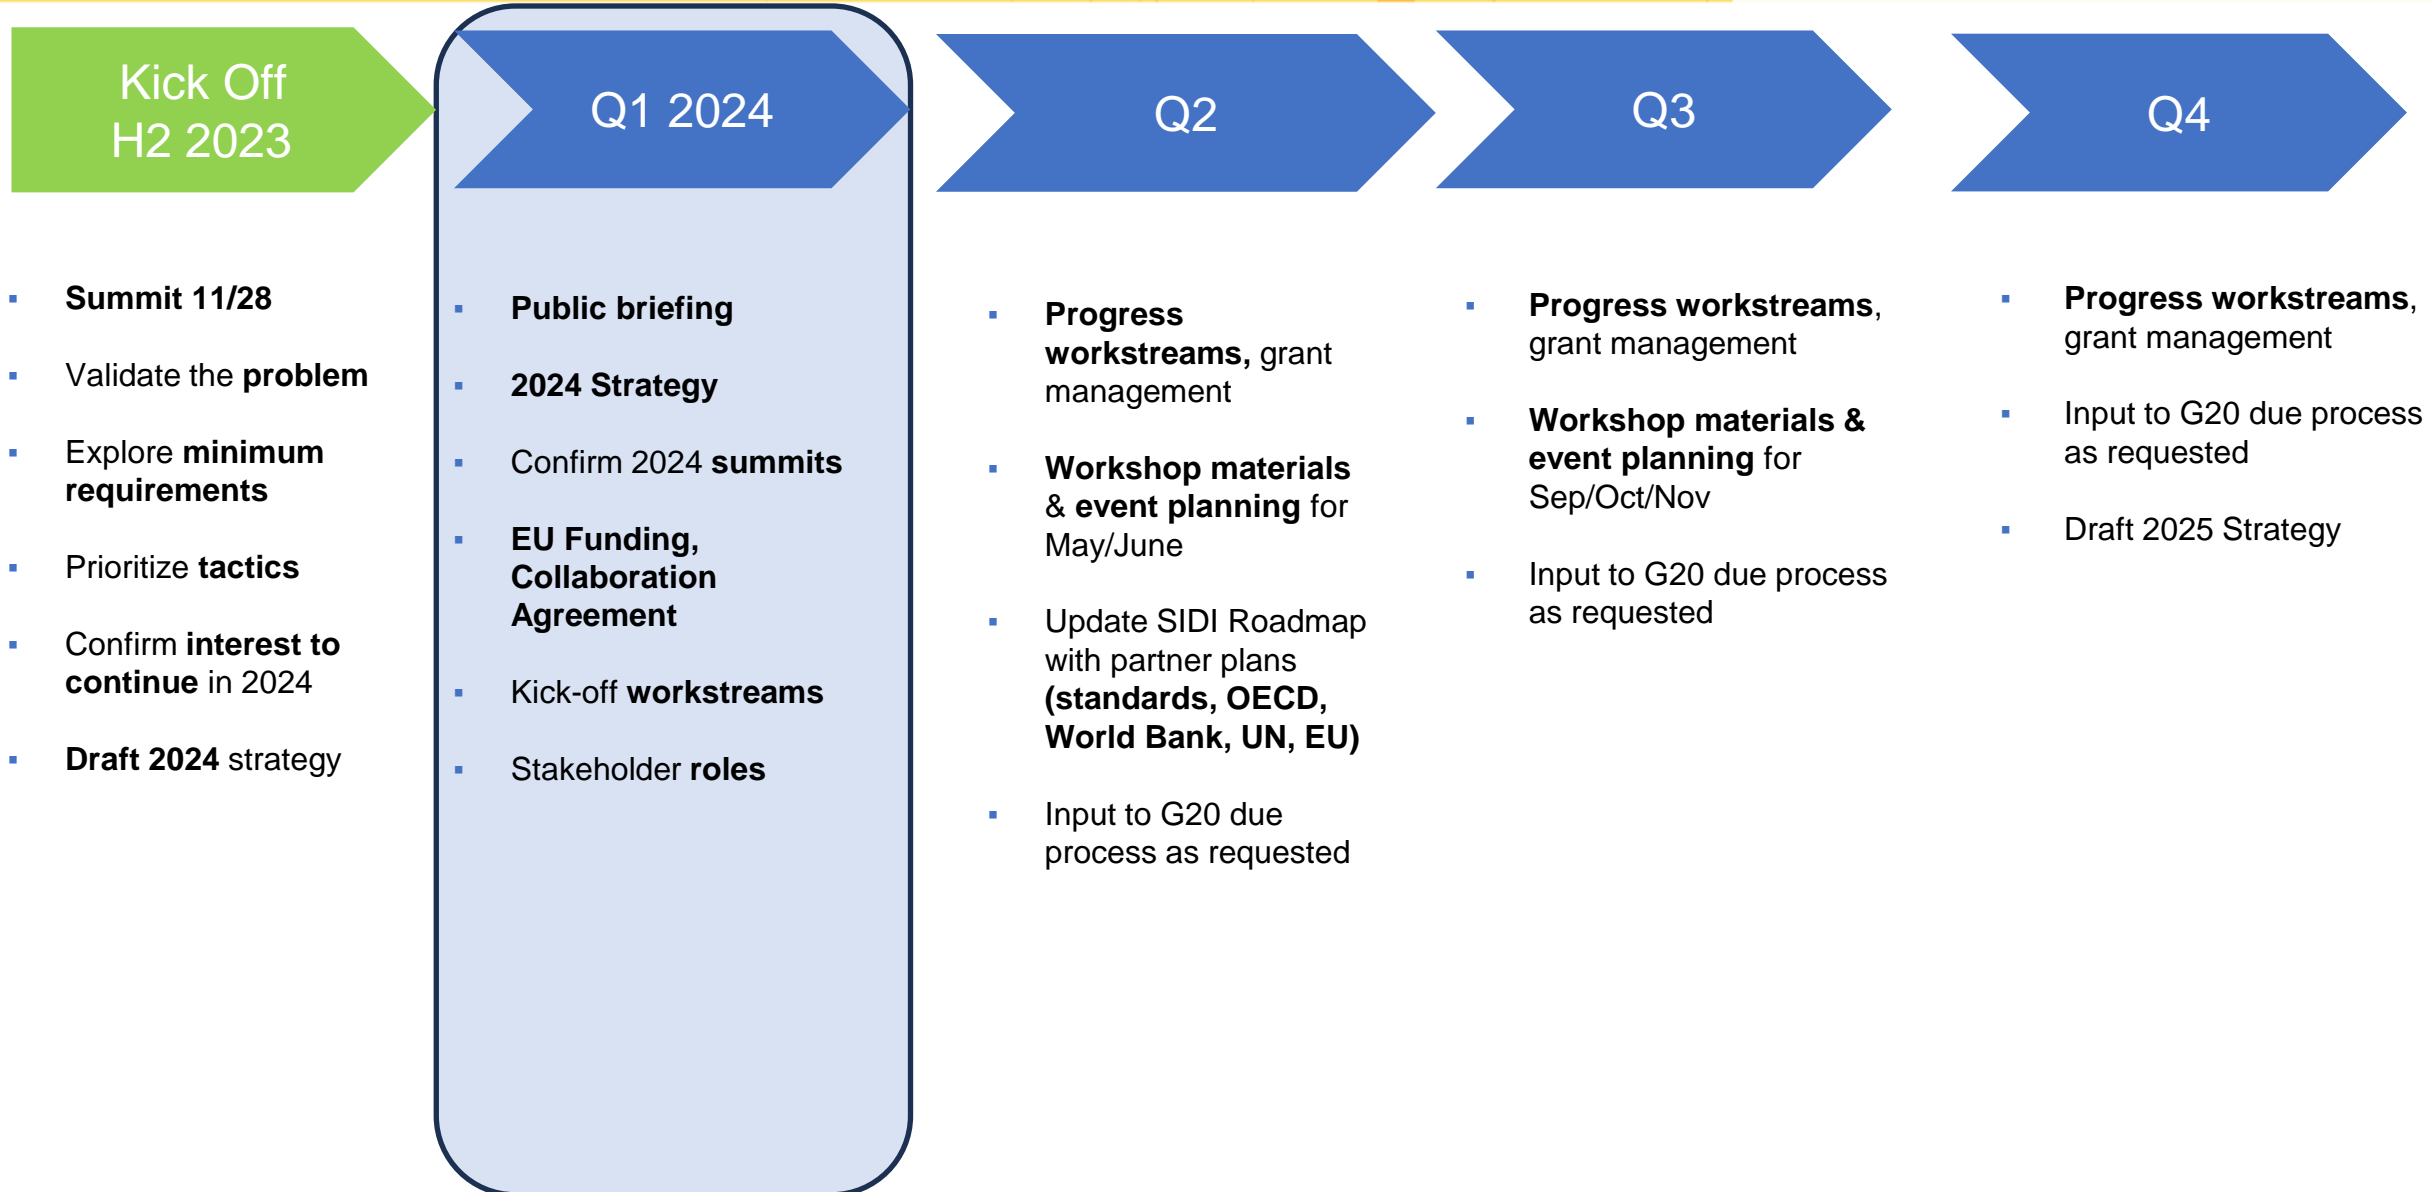 Kick Off
H2 2023
▪ Summit 11/28
▪ Validate the problem
▪ Explore minimum
requirements
▪ Prioritize tactics
▪ Confirm interest to
continue in 2024
▪ Draft 2024 strategy
Q1 2024
▪ Public briefing
▪ 2024 Strategy
▪ Confirm 2024 summits
▪ EU Funding,
Collaboration
Agreement
▪ Kick-off workstreams
▪ Stakeholder roles
Q2
▪ Progress
workstreams, grant
management
▪ Workshop materials
& event planning for
May/June
▪ Update SIDI Roadmap
with partner plans
(standards, OECD,
World Bank, UN, EU)
▪ Input to G20 due
process as requested
Q3
▪ Progress workstreams,
grant management
▪ Workshop materials &
event planning for
Sep/Oct/Nov
▪ Input to G20 due process
as requested
Q4
▪ Progress workstreams,
grant management
▪ Input to G20 due process
as requested
▪ Draft 2025 Strategy